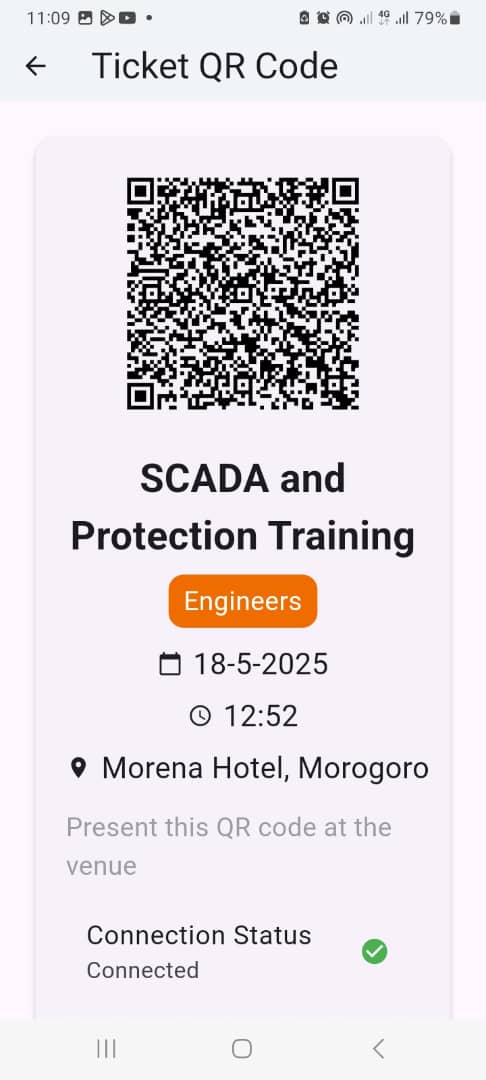 11:09
4G
79%
Ticket QR Code
SCADA and
Protection Training
Engineers
18-5-2025
12:52
Morena Hotel, Morogoro
Present this QR code at the
venue
Connection Status
Connected